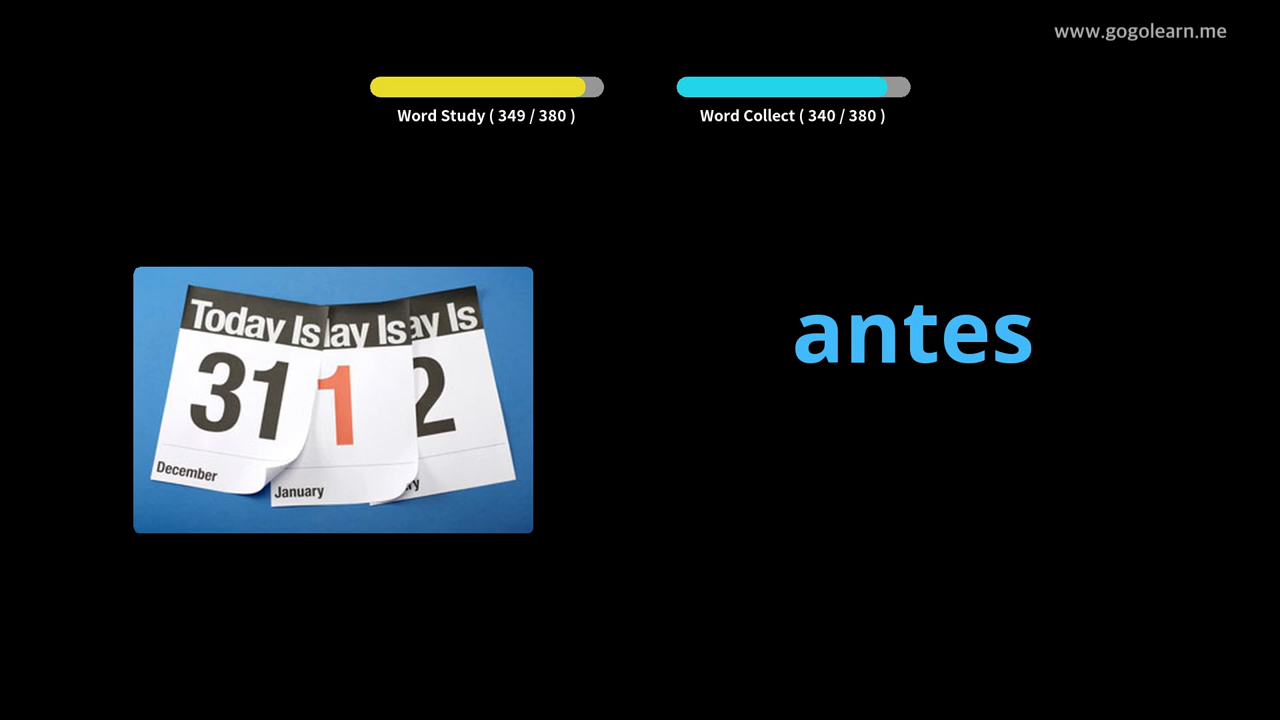 www.gogolearn.me
Word Study ( 349 / 380 )
Word Collect ( 340 / 380 )
Today Is
ay Is
ay Is
31
1
2
December
January
ry
antes